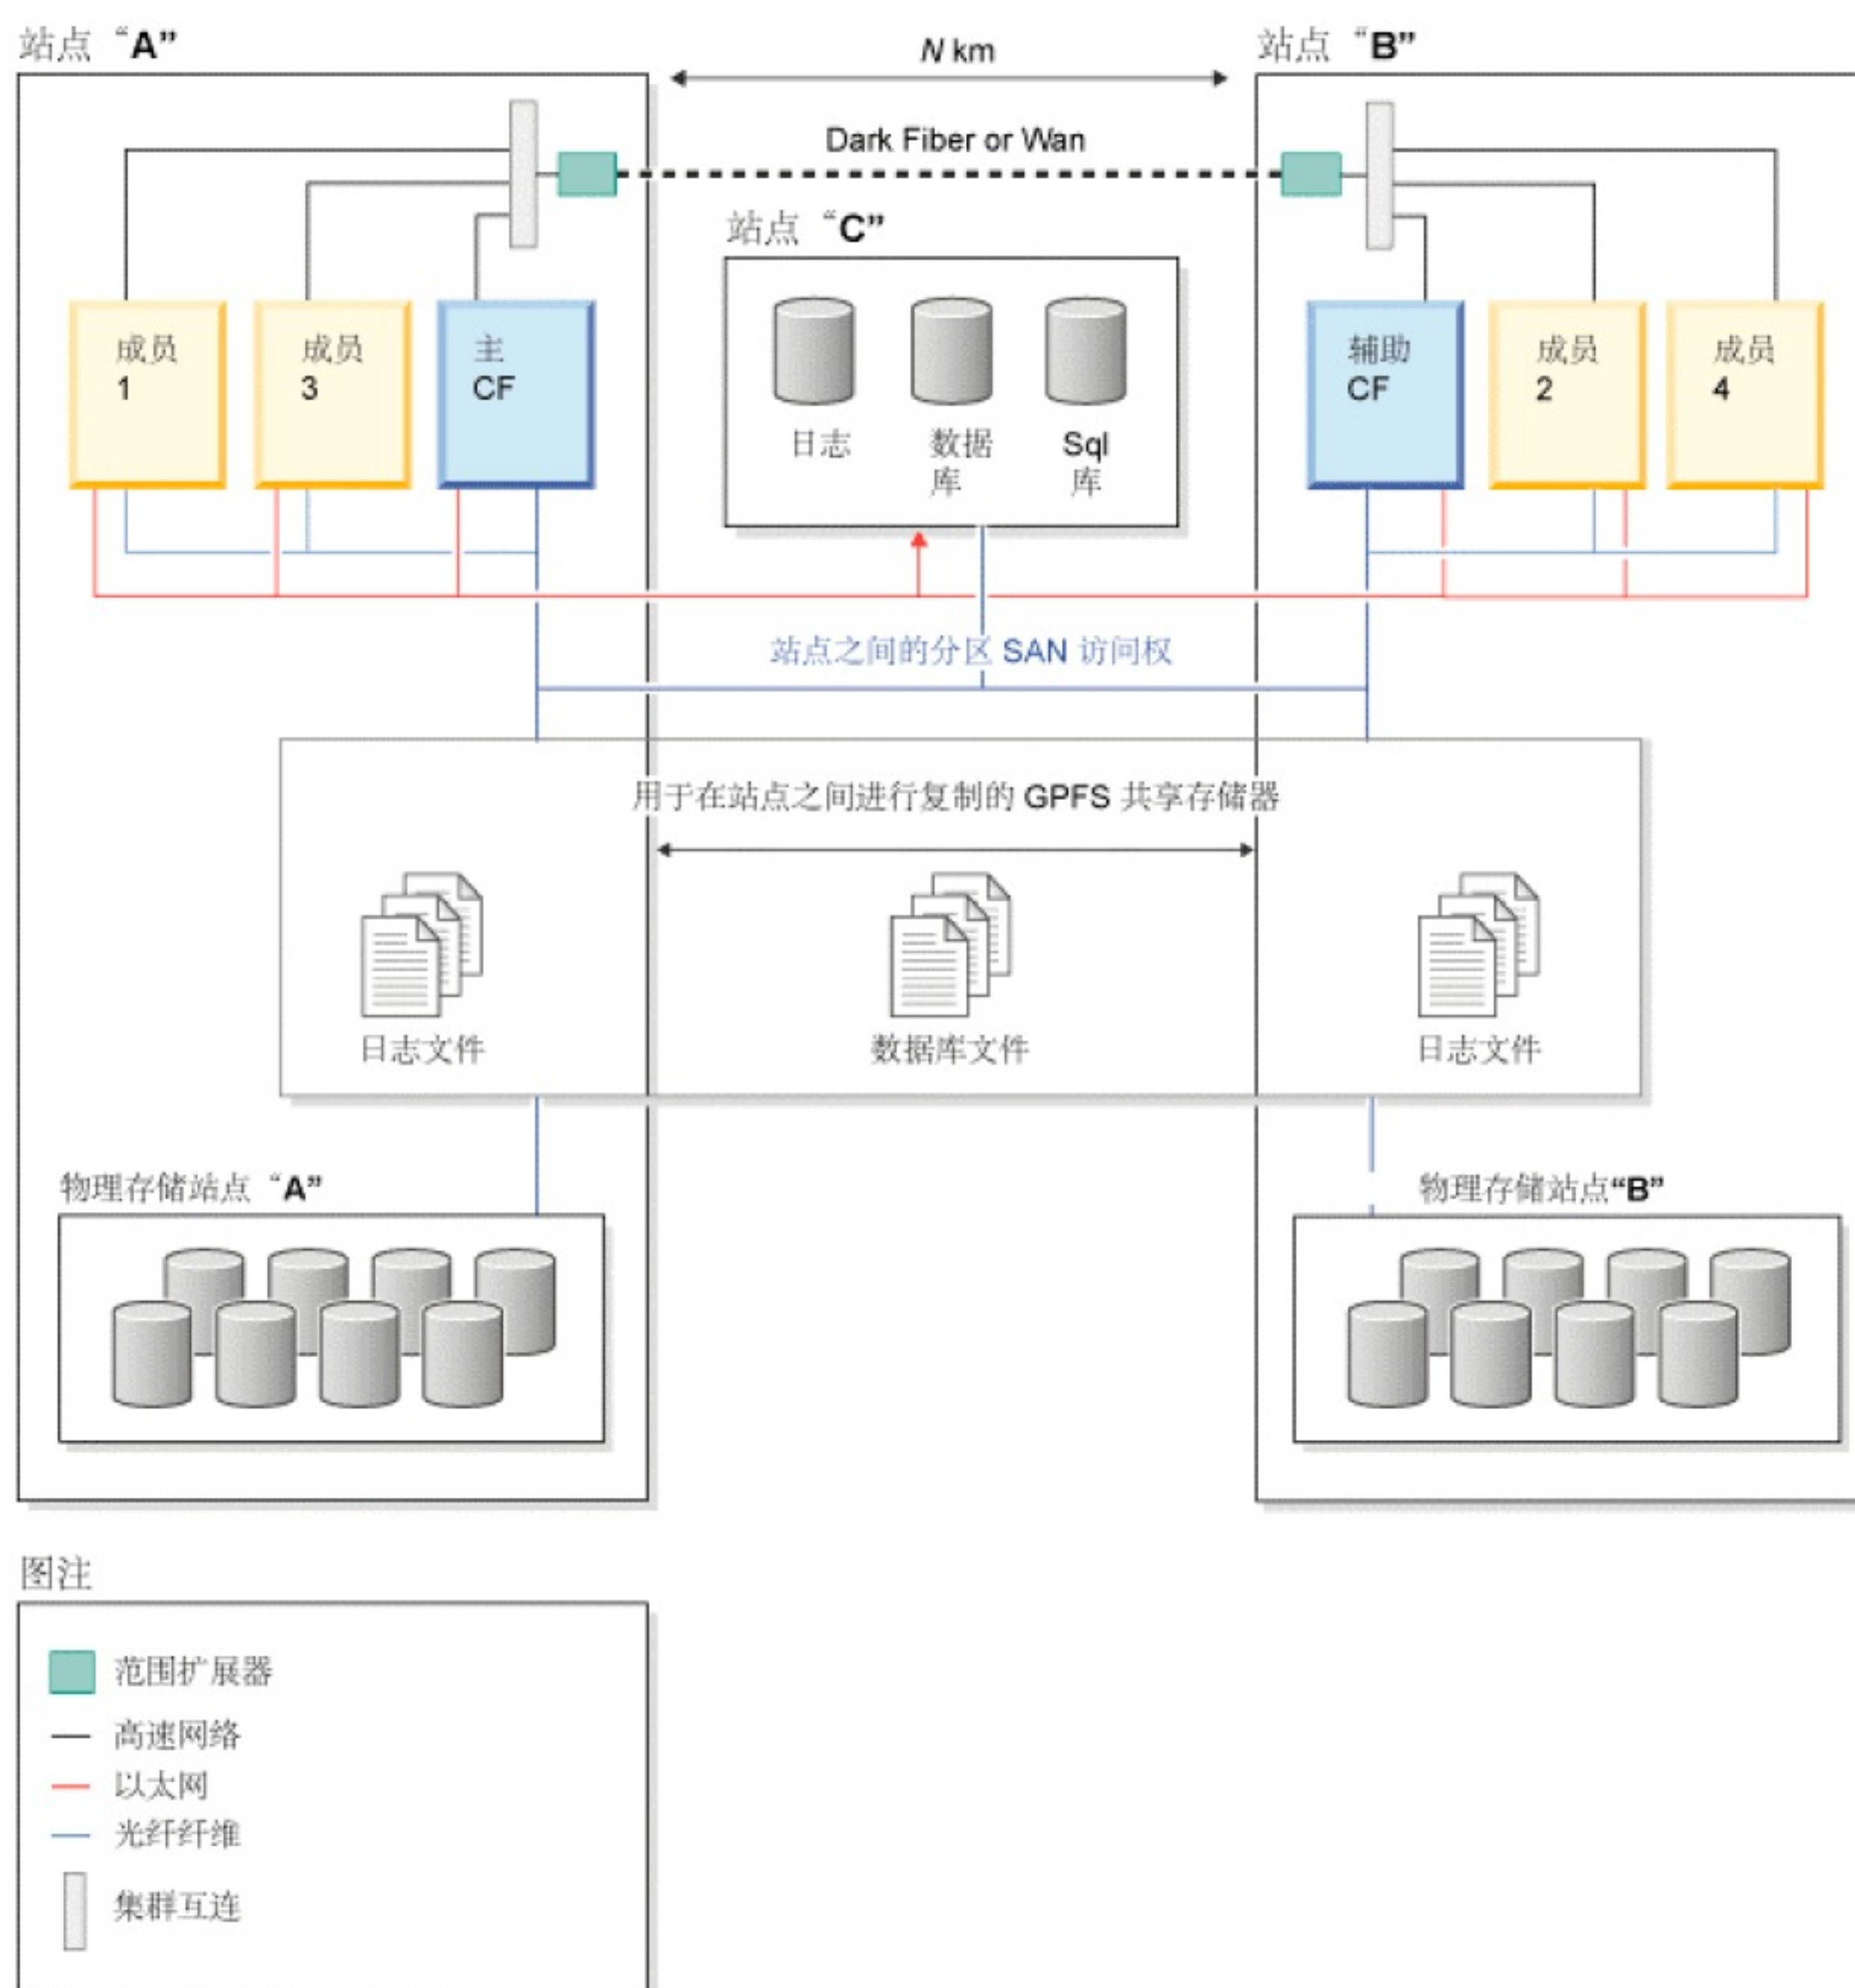 站点 “A”
N km
站点 “B”
Dark Fiber or Wan
站点 “C”
成员
1
成员
3
主
CF
日志
数据
库
Sql
库
辅助
CF
成员
2
成员
4
站点之间的分区 SAN 访问权
用于在站点之间进行复制的 GPFS 共享存储器
日志文件
数据库文件
日志文件
物理存储站点 “A”
物理存储站点“B”
图注
范围扩展器
高速网络
以太网
光纤纤维
集群互连